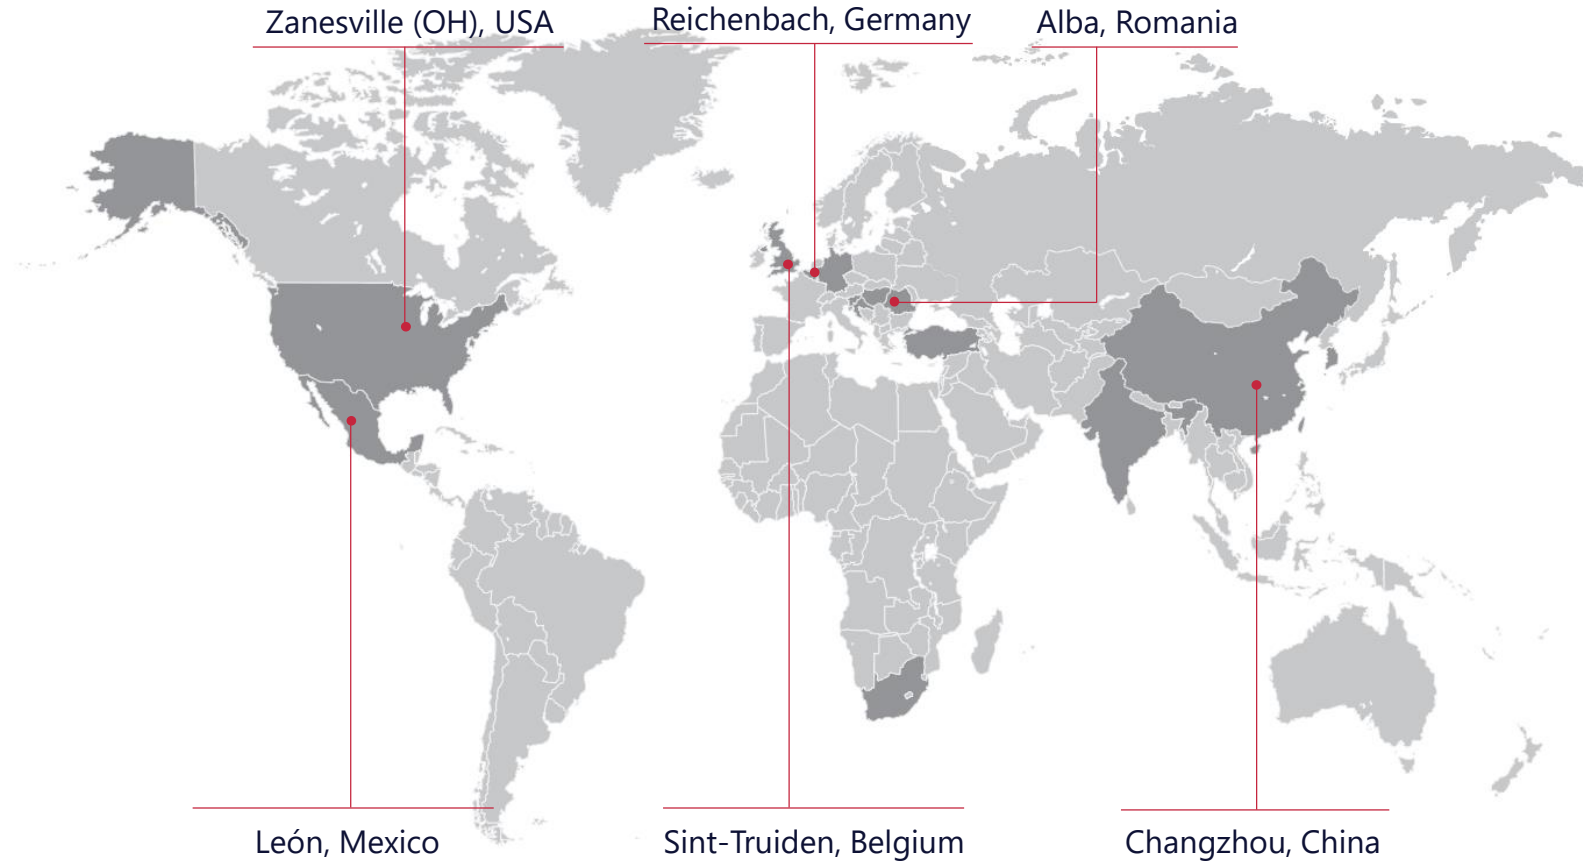 Zanesville (OH), USA
Reichenbach, Germany
Alba, Romania
León, Mexico
Sint-Truiden, Belgium
Changzhou, China